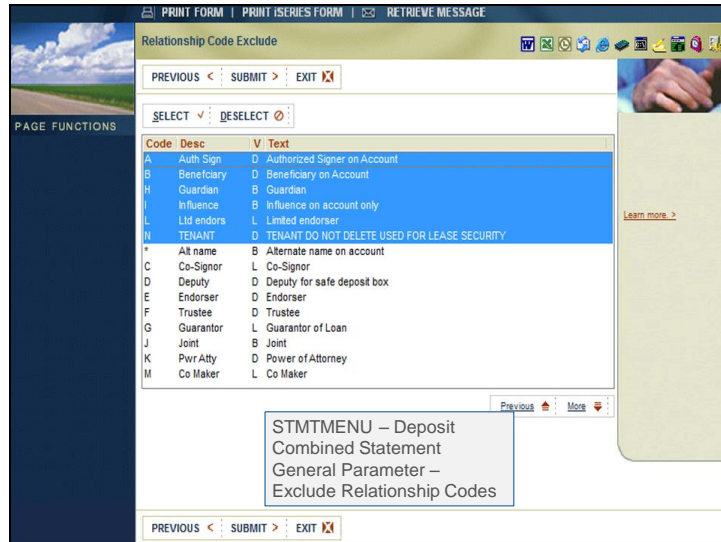 PRINT FORM | PRINT iSERIES FORM | RETRIEVE MESSAGE
Relationship Code Exclude
PREVIOUS < SUBMIT > EXIT
PAGE FUNCTIONS
SELECT DESELECT
Code Desc V Text
A Auth Sign D Authorized Signer on Account
B Benefciary D Beneficiary on Account
H Guardian B Guardian
I Influence B Influence on account only
L Ltd endors L Limited endorser
N TENANT D TENANT DO NOT DELETE USED FOR LEASE SECURITY
* Alt name B Alternate name on account
C Co-Signor L Co-Signor
D Deputy D Deputy for safe deposit box
E Endorser D Endorser
F Trustee D Trustee
G Guarantor L Guarantor of Loan
J Joint B Joint
K Pwr Atty D Power of Attorney
M Co Maker L Co Maker
Learn more. >
Previous More
STMTMENU – Deposit
Combined Statement
General Parameter –
Exclude Relationship Codes
PREVIOUS < SUBMIT > EXIT